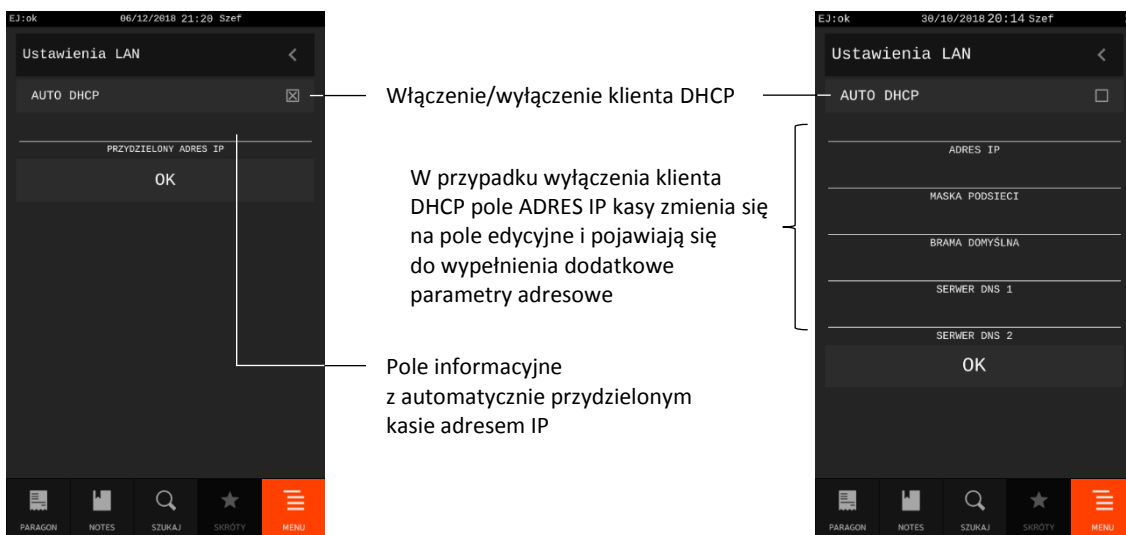 EJ:ok 06/12/2018 21:20 Szef
Ustawienia LAN
AUTO DHCP
PRZYDZIELONY ADRES IP
OK
PARAGON NOTES SZUKAJ SKRÓTY MENU
Włączenie/wyłączenie klienta DHCP
W przypadku wyłączenia klienta
DHCP pole ADRES IP kasy zmienia się
na pole edycyjne i pojawiają się
do wypełnienia dodatkowe
parametry adresowe
Pole informacyjne
z automatycznie przydzielonym
kasie adresem IP
EJ:ok 30/10/2018 20:14 Szef
Ustawienia LAN
AUTO DHCP
ADRES IP
MASKA PODSIECI
BRAMA DOMYŚLNA
SERWER DNS 1
SERWER DNS 2
OK
PARAGON NOTES SZUKAJ SKRÓTY MENU